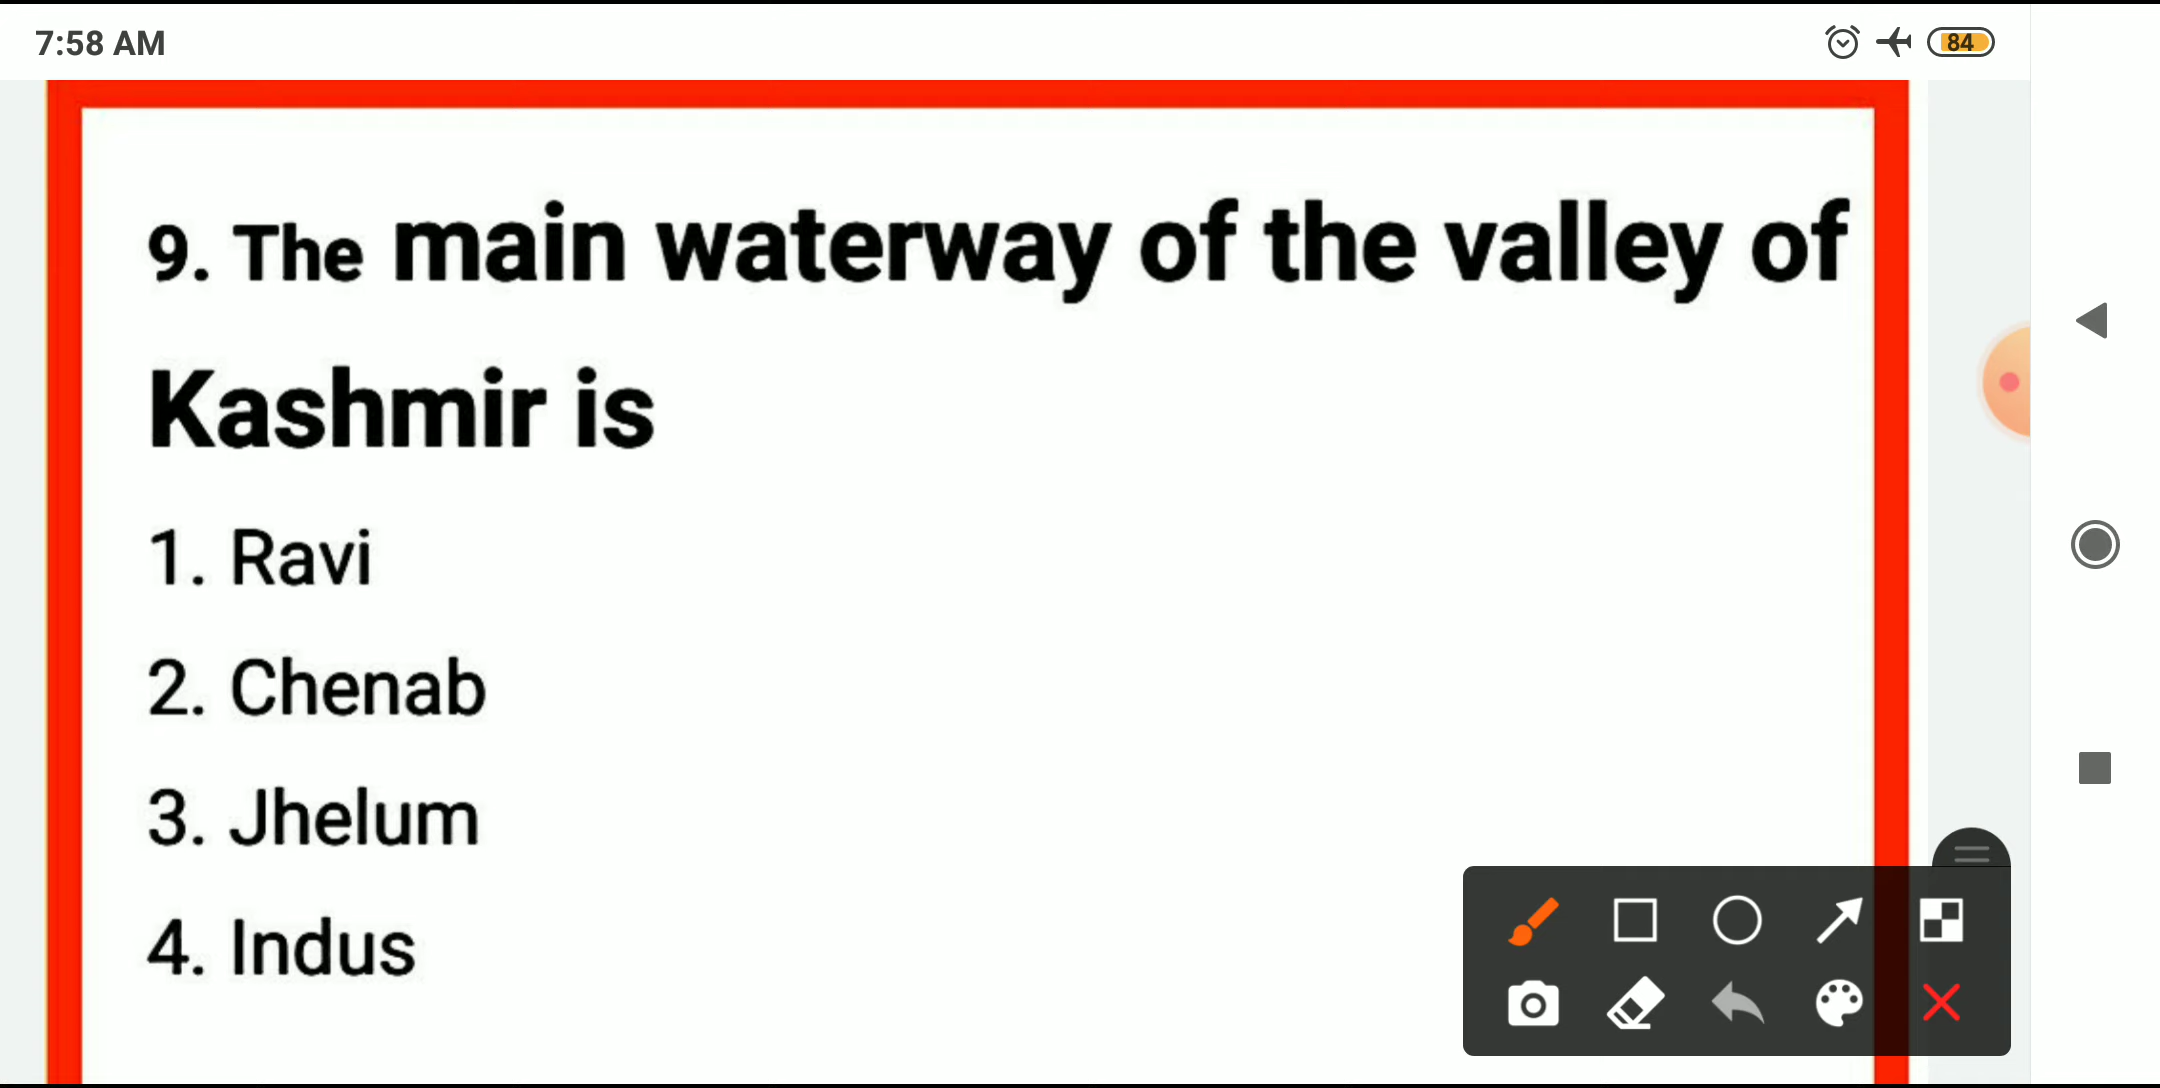 7:58 AM
84
9. The main waterway of the valley of
Kashmir is
1. Ravi
2. Chenab
3. Jhelum
4. Indus